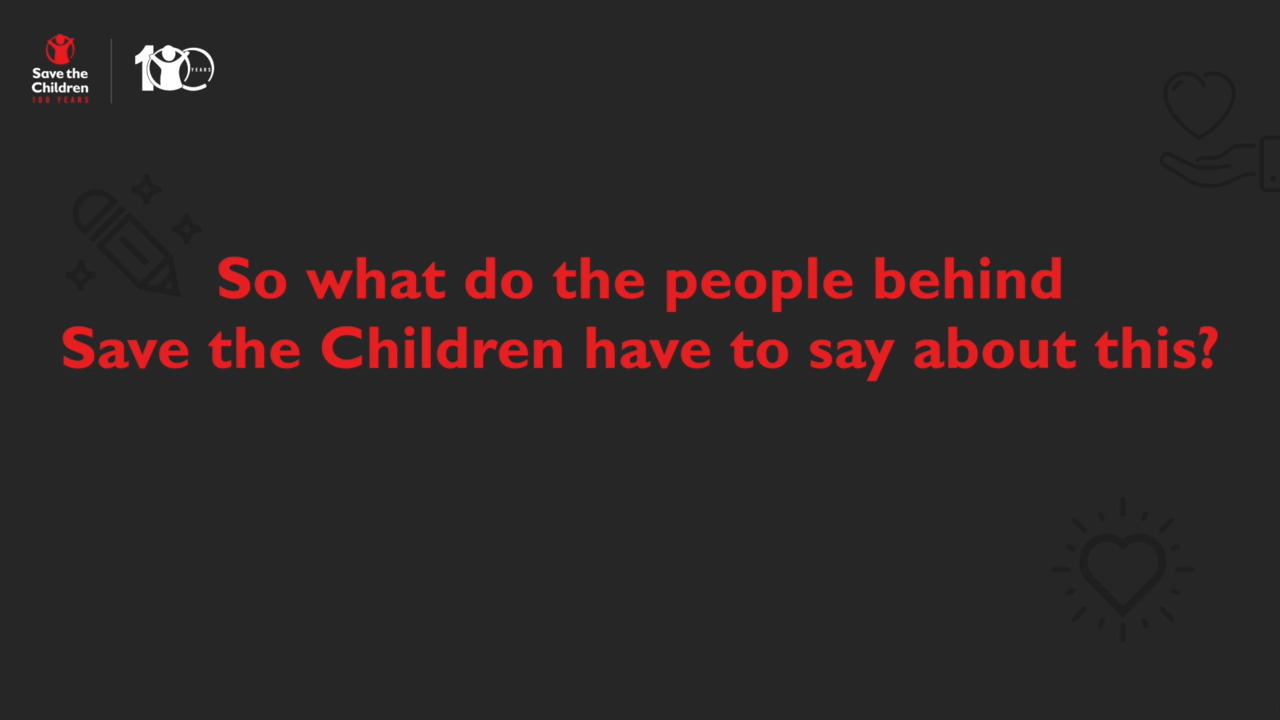 Save the
Children
100 YEARS
100
YEARS
So what do the people behind
Save the Children have to say about this?